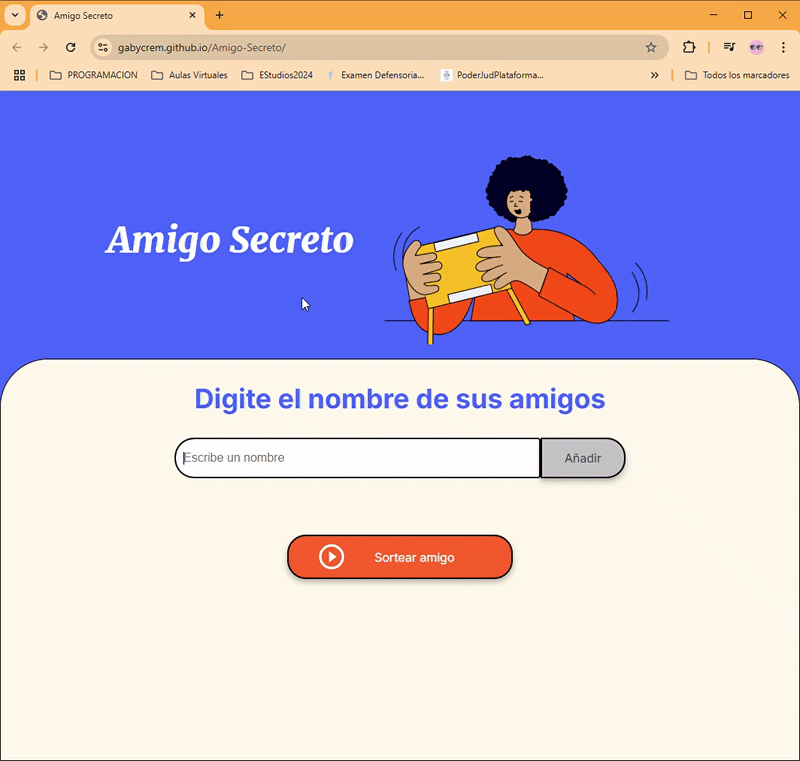 Amigo Secreto
gabycrem.github.io/Amigo-Secreto/
PROGRAMACION Aulas Virtuales EStudios2024 Examen Defensoria... PoderJudPlataforma... Todos los marcadores
Amigo Secreto
Digite el nombre de sus amigos
Escribe un nombre Añadir
Sortear amigo